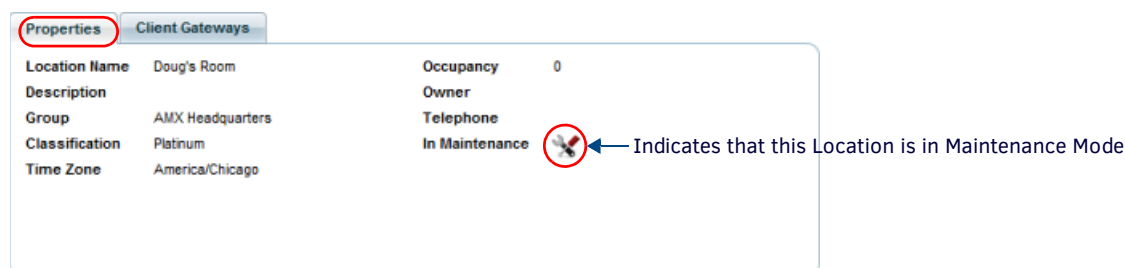 Properties Client Gateways
Location Name Doug's Room Occupancy 0
Description Owner
Group AMX Headquarters Telephone
Classification Platinum In Maintenance Indicates that this Location is in Maintenance Mode
Time Zone America/Chicago